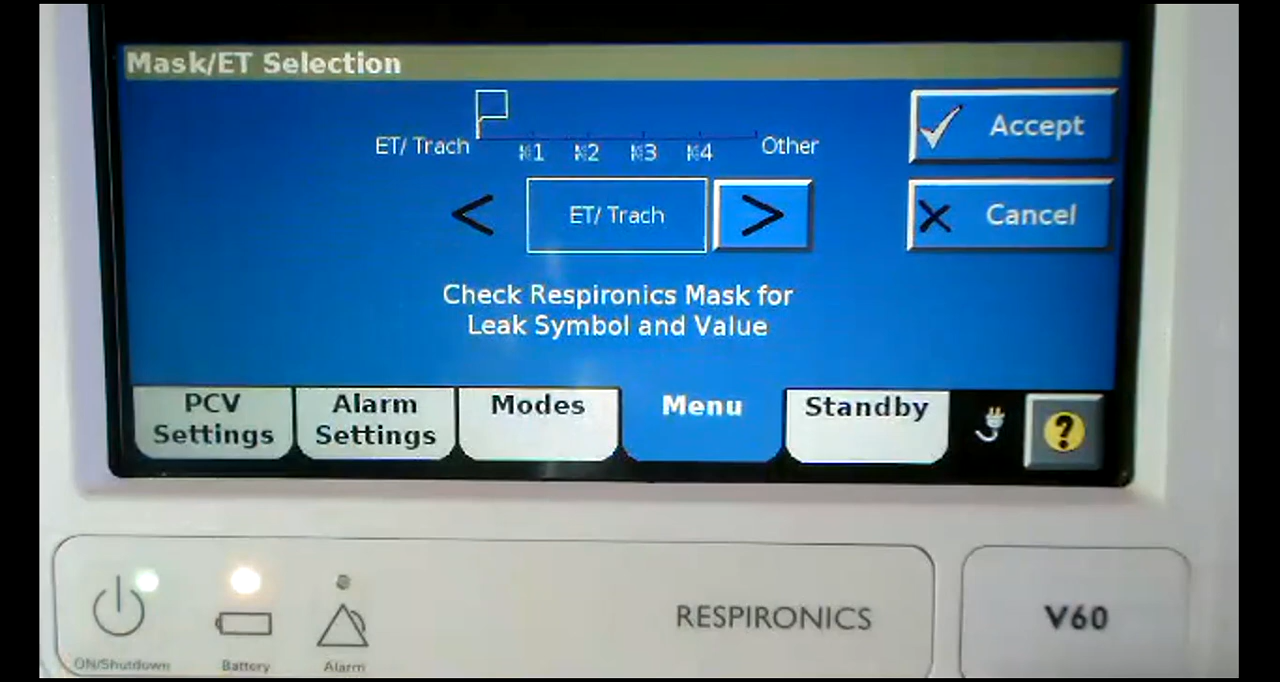 Mask/ET Selection
ET/ Trach
1 2 3 4
Other
Accept
< ET/ Trach >
Cancel
Check Respironics Mask for
Leak Symbol and Value
PCV
Settings
Alarm
Settings
Modes
Menu
Standby
?
RESPIRONICS
V60
ON/Shutdown
Battery
Alarm